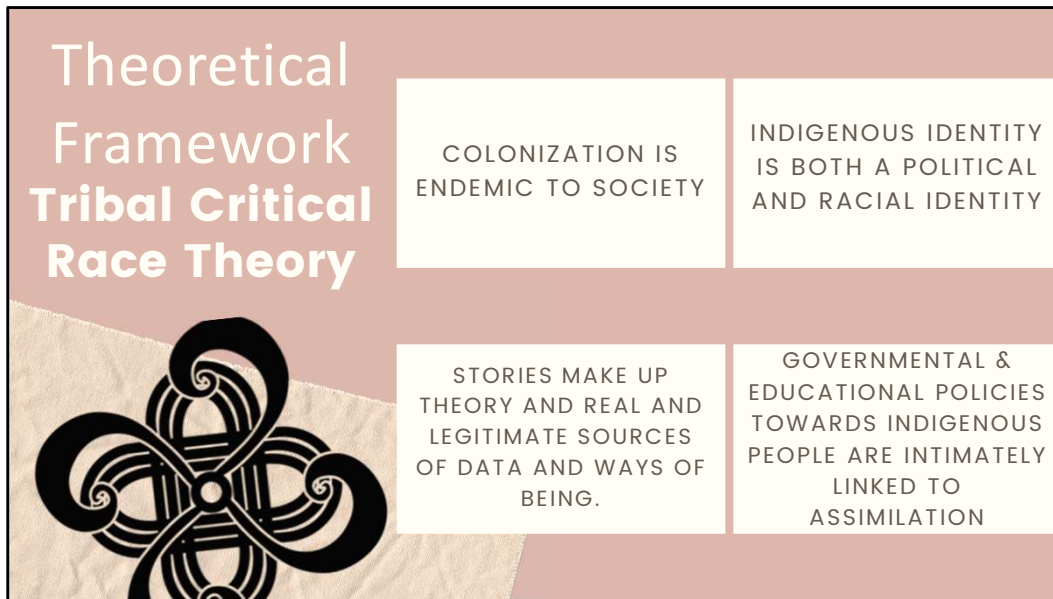 Theoretical
Framework
Tribal Critical
Race Theory
COLONIZATION IS
ENDEMIC TO SOCIETY
INDIGENOUS IDENTITY
IS BOTH A POLITICAL
AND RACIAL IDENTITY
STORIES MAKE UP
THEORY AND REAL AND
LEGITIMATE SOURCES
OF DATA AND WAYS OF
BEING.
GOVERNMENTAL &
EDUCATIONAL POLICIES
TOWARDS INDIGENOUS
PEOPLE ARE INTIMATELY
LINKED TO
ASSIMILATION